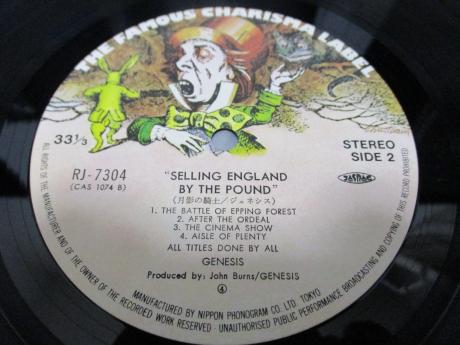 THE FAMOUS CHARISMA LABEL
33 1/3
STEREO
SIDE 2
RJ-7304
(CAS 1074 B)
"SELLING ENGLAND
BY THE POUND"
(月影の騎士/ジェネシス)
1. THE BATTLE OF EPPING FOREST
2. AFTER THE ORDEAL
3. THE CINEMA SHOW
4. AISLE OF PLENTY
ALL TITLES DONE BY ALL
GENESIS
Produced by: John Burns/GENESIS
④
MANUFACTURED BY NIPPON PHONOGRAM CO. LTD. TOKYO
ALL RIGHTS OF THE MANUFACTURER AND OF THE OWNER OF THE RECORDED WORK RESERVED · UNAUTHORISED PUBLIC PERFORMANCE BROADCASTING AND COPYING OF THIS RECORD PROHIBITED